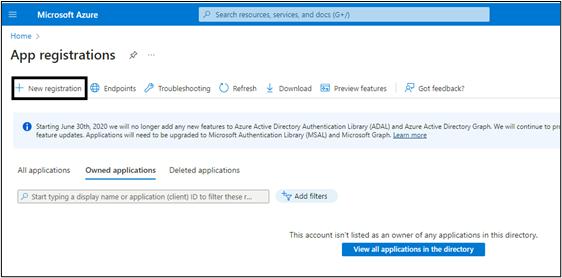 Microsoft Azure
Search resources, services, and docs (G+/)
Home
App registrations
New registration Endpoints Troubleshooting Refresh Download Preview features Got feedback?
Starting June 30th, 2020 we will no longer add any new features to Azure Active Directory Authentication Library (ADAL) and Azure Active Directory Graph. We will continue to pr
feature updates. Applications will need to be upgraded to Microsoft Authentication Library (MSAL) and Microsoft Graph. Learn more
All applications Owned applications Deleted applications
Start typing a display name or application (client) ID to filter these r... Add filters
This account isn't listed as an owner of any applications in this directory.
View all applications in the directory